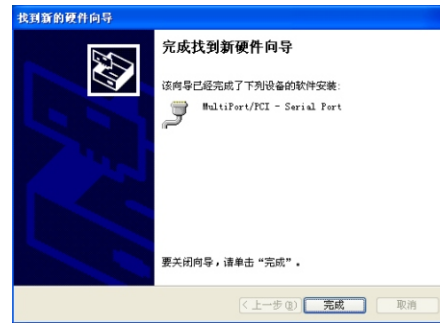 找到新的硬件向导
完成找到新硬件向导
该向导已经完成了下列设备的软件安装:
MultiPort/PCI - Serial Port
要关闭向导，请单击“完成”。
< 上一步(B)
完成
取消